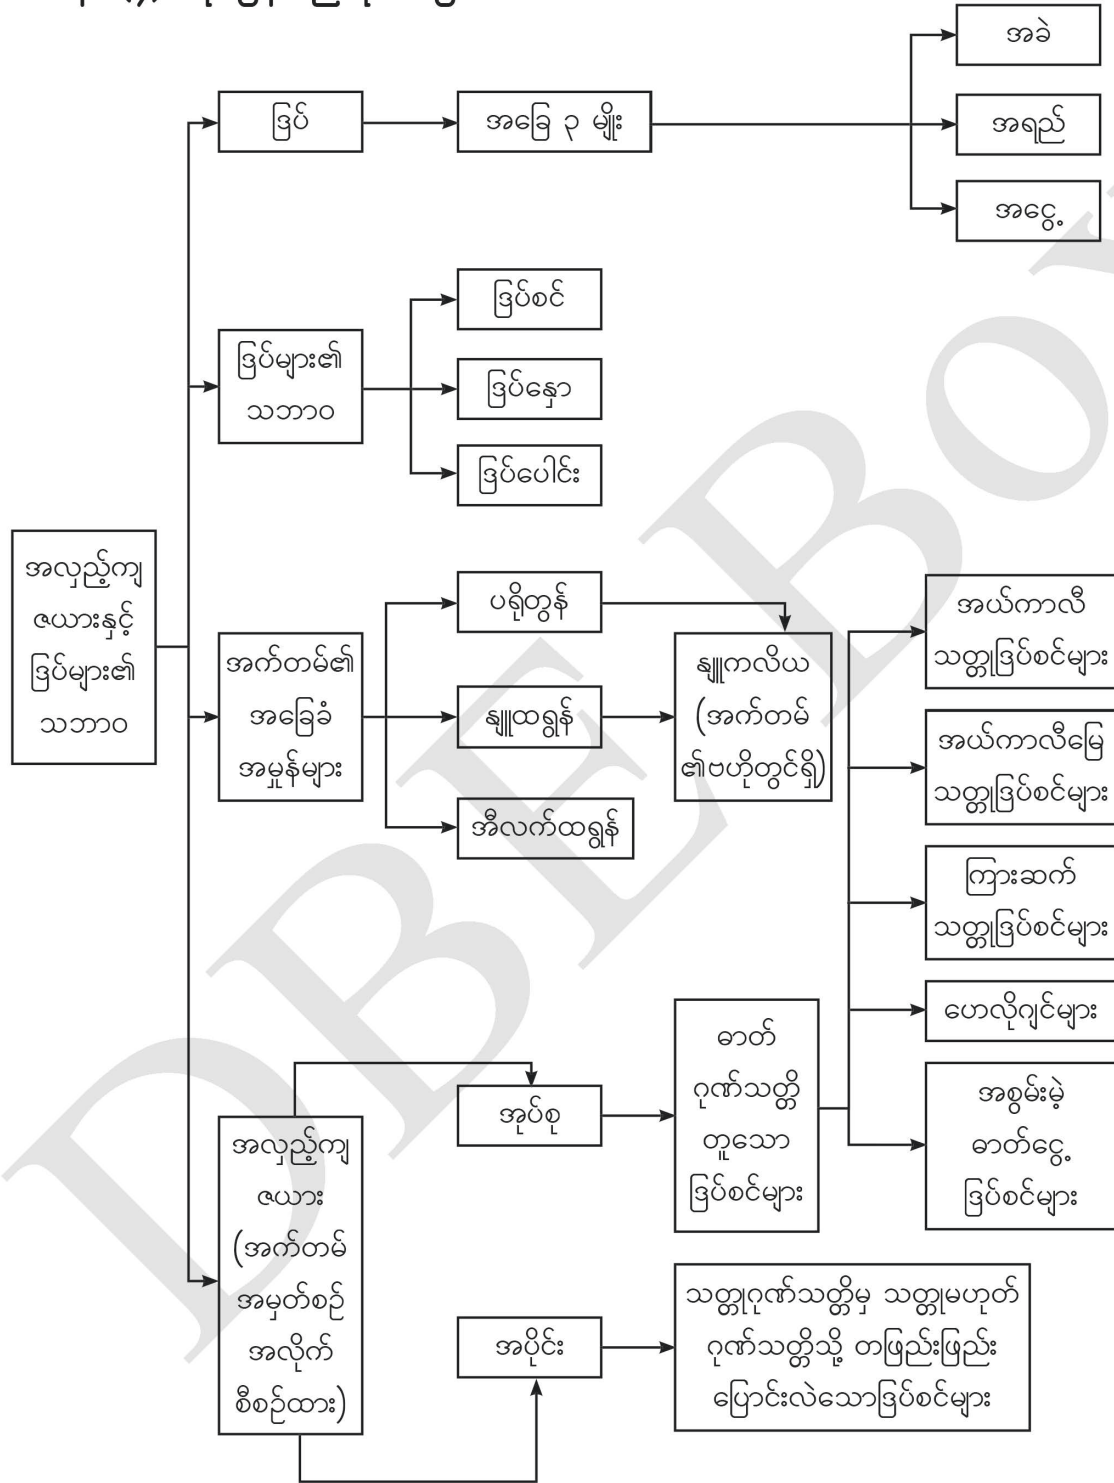 အခဲ
ဒြပ်
အခြေ ၃ မျိုး
အရည်
အငွေ့
ဒြပ်စင်
ဒြပ်များ၏
သဘာဝ
ဒြပ်နှော
ဒြပ်ပေါင်း
အလှည့်ကျ
ဇယားနှင့်
ဒြပ်များ၏
သဘာဝ
အက်တမ်၏
အခြေခံ
အမှုန်များ
ပရိုတွန်
နျူထရွန်
အီလက်ထရွန်
နျူကလိယ
(အက်တမ်
၏ဗဟိုတွင်ရှိ)
အယ်ကာလီ
သတ္တုဒြပ်စင်များ
အယ်ကာလီမြေ
သတ္တုဒြပ်စင်များ
ကြားဆက်
သတ္တုဒြပ်စင်များ
ဟေလိုဂျင်များ
အစွမ်းမဲ့
ဓာတ်ငွေ့
ဒြပ်စင်များ
ဓာတ်
ဂုဏ်သတ္တိ
တူသော
ဒြပ်စင်များ
အုပ်စု
အလှည့်ကျ
ဇယား
(အက်တမ်
အမှတ်စဉ်
အလိုက်
စီစဉ်ထား)
အပိုင်း
သတ္တုဂုဏ်သတ္တိမှ သတ္တုမဟုတ်
ဂုဏ်သတ္တိသို့ တဖြည်းဖြည်း
ပြောင်းလဲသောဒြပ်စင်များ
DBE Bo